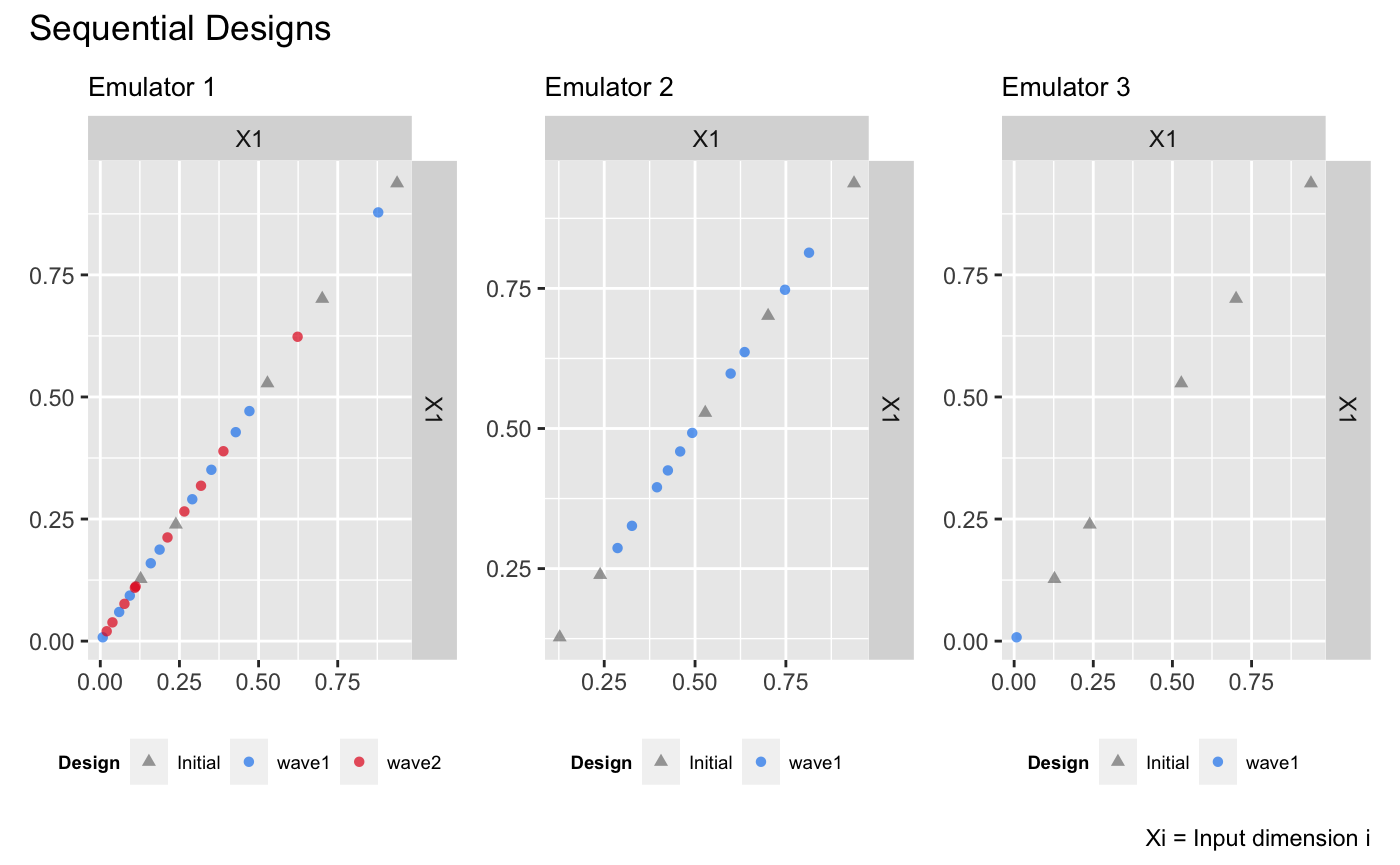 Sequential Designs
Emulator 1
Emulator 2
Emulator 3
X1
X1
X1
0.75
0.50
0.25
0.00
X1
0.00 0.25 0.50 0.75
0.75
0.50
0.25
X1
0.25 0.50 0.75
0.75
0.50
0.25
0.00
X1
0.00 0.25 0.50 0.75
Design Initial wave1 wave2
Design Initial wave1
Design Initial wave1
Xi = Input dimension i